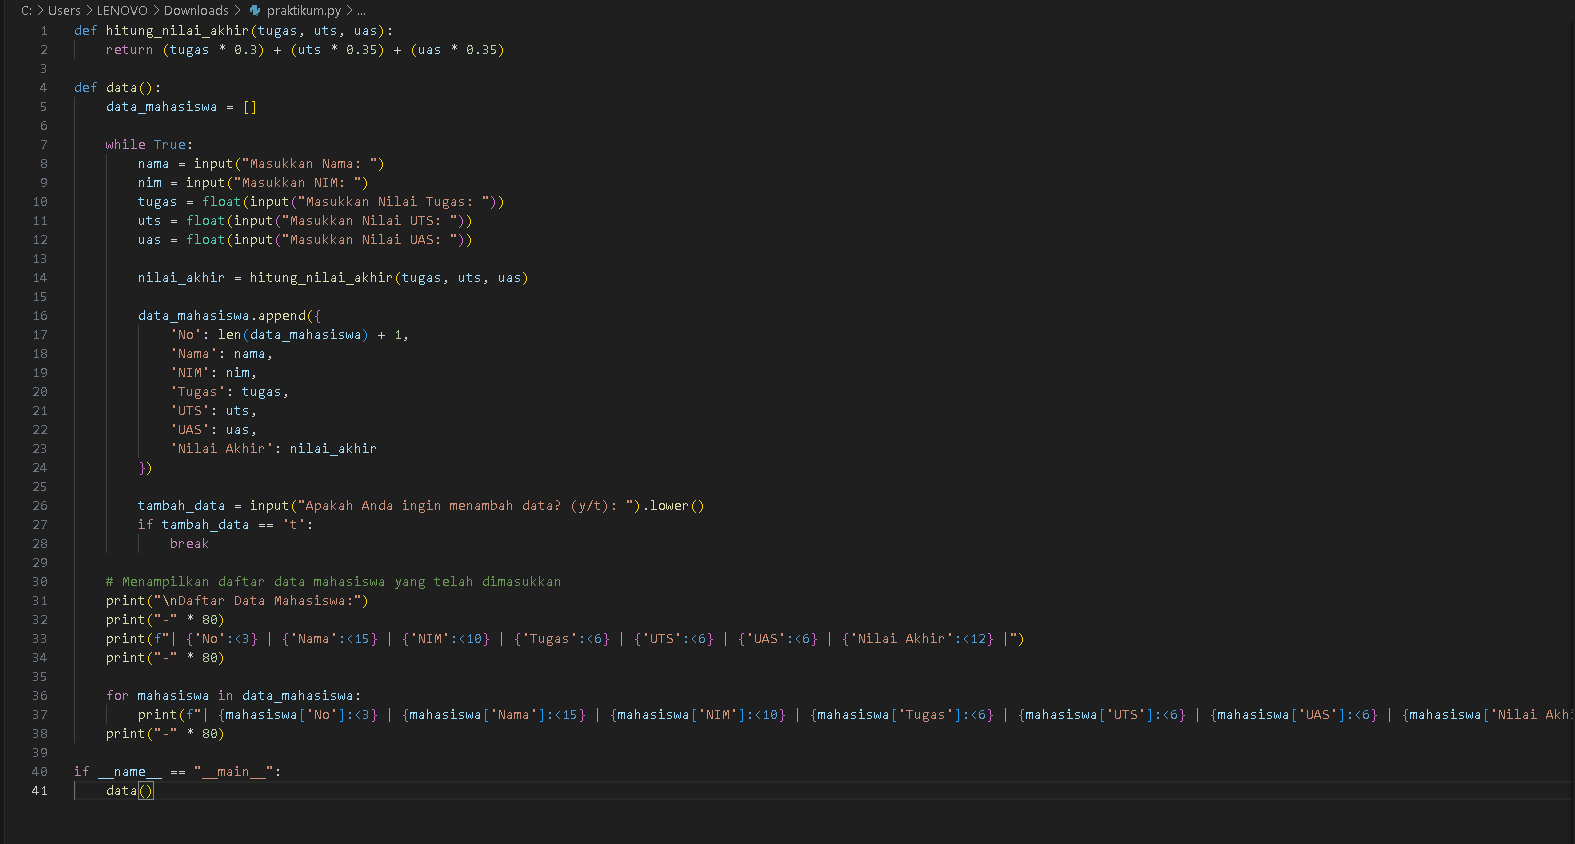 C: > Users > LENOVO > Downloads > praktikum.py > ...
1 def hitung_nilai_akhir(tugas, uts, uas):
2     return (tugas * 0.3) + (uts * 0.35) + (uas * 0.35)
3
4 def data():
5     data_mahasiswa = []
6
7     while True:
8         nama = input("Masukkan Nama: ")
9         nim = input("Masukkan NIM: ")
10         tugas = float(input("Masukkan Nilai Tugas: "))
11         uts = float(input("Masukkan Nilai UTS: "))
12         uas = float(input("Masukkan Nilai UAS: "))
13
14         nilai_akhir = hitung_nilai_akhir(tugas, uts, uas)
15
16         data_mahasiswa.append({
17             'No': len(data_mahasiswa) + 1,
18             'Nama': nama,
19             'NIM': nim,
20             'Tugas': tugas,
21             'UTS': uts,
22             'UAS': uas,
23             'Nilai Akhir': nilai_akhir
24         })
25
26         tambah_data = input("Apakah Anda ingin menambah data? (y/t): ").lower()
27         if tambah_data == 't':
28             break
29
30     # Menampilkan daftar data mahasiswa yang telah dimasukkan
31     print("\nDaftar Data Mahasiswa:")
32     print("-" * 80)
33     print(f"| {'No':<3} | {'Nama':<15} | {'NIM':<10} | {'Tugas':<6} | {'UTS':<6} | {'UAS':<6} | {'Nilai Akhir':<12} |")
34     print("-" * 80)
35
36     for mahasiswa in data_mahasiswa:
37         print(f"| {mahasiswa['No']:<3} | {mahasiswa['Nama']:<15} | {mahasiswa['NIM']:<10} | {mahasiswa['Tugas']:<6} | {mahasiswa['UTS']:<6} | {mahasiswa['UAS']:<6} | {mahasiswa['Nilai
38     print("-" * 80)
39
40 if __name__ == "__main__":
41     data()